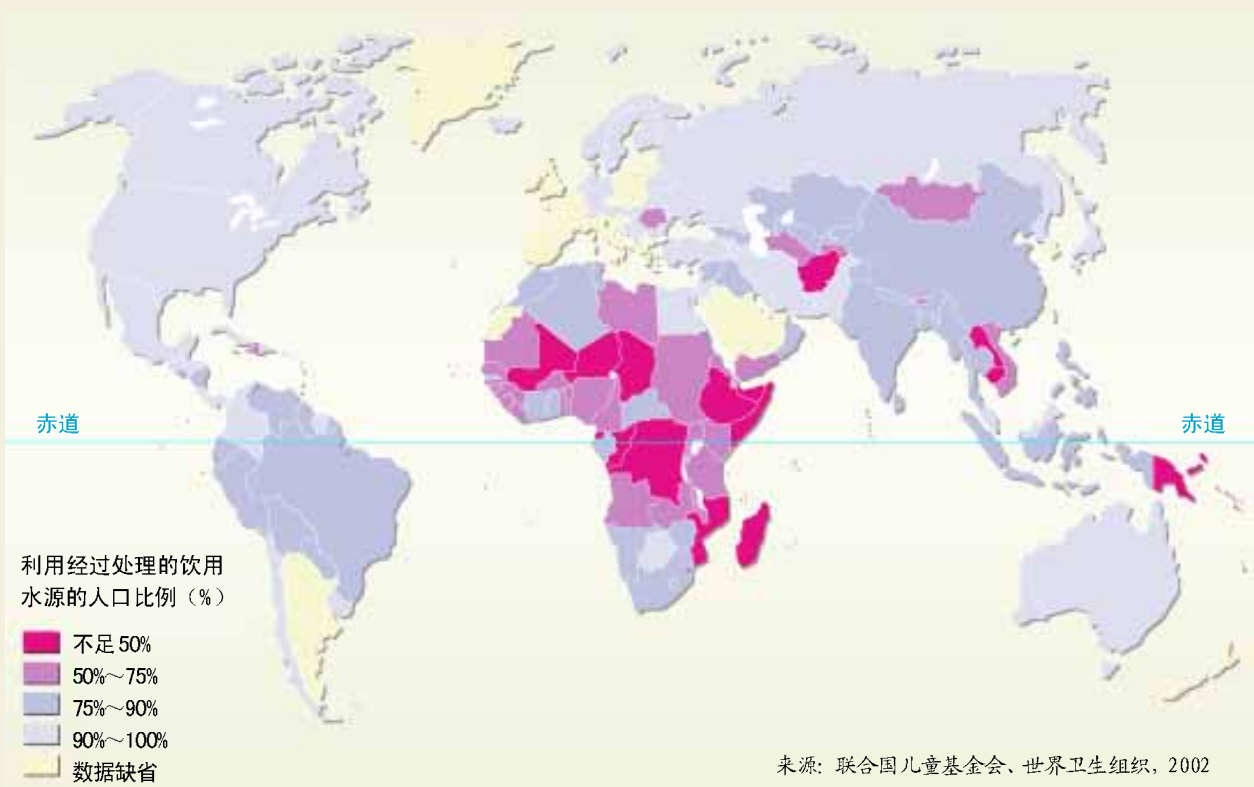 赤道
赤道
利用经过处理的饮用
水源的人口比例（%）
不足50%
50%～75%
75%～90%
90%～100%
数据缺省
来源：联合国儿童基金会、世界卫生组织，2002